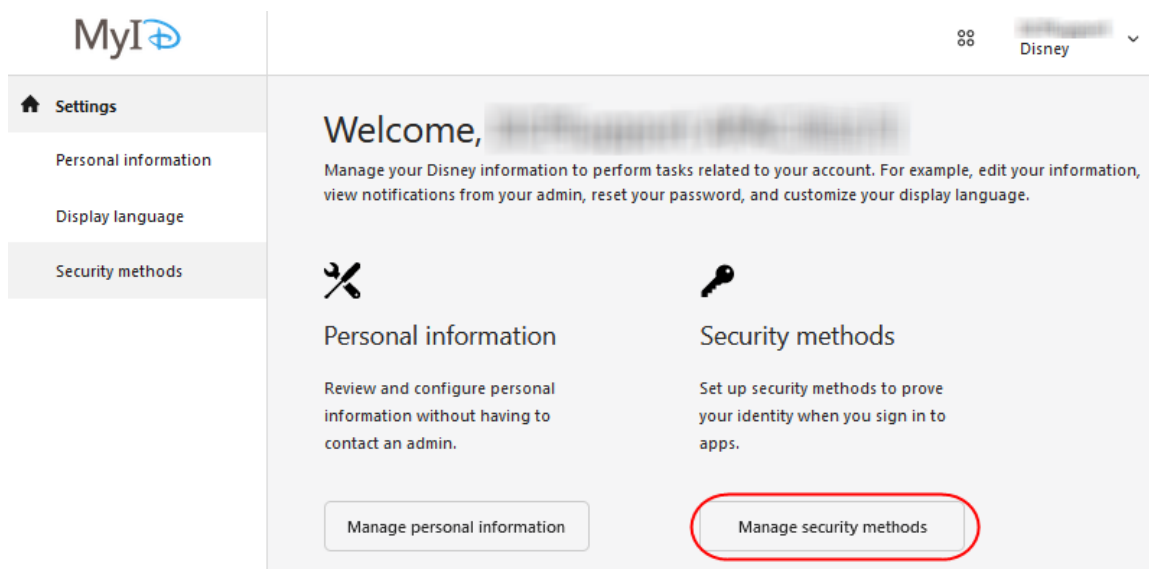 MyID
Disney
Settings
Personal information
Display language
Security methods
Welcome,
Manage your Disney information to perform tasks related to your account. For example, edit your information,
view notifications from your admin, reset your password, and customize your display language.
Personal information
Review and configure personal
information without having to
contact an admin.
Manage personal information
Security methods
Set up security methods to prove
your identity when you sign in to
apps.
Manage security methods